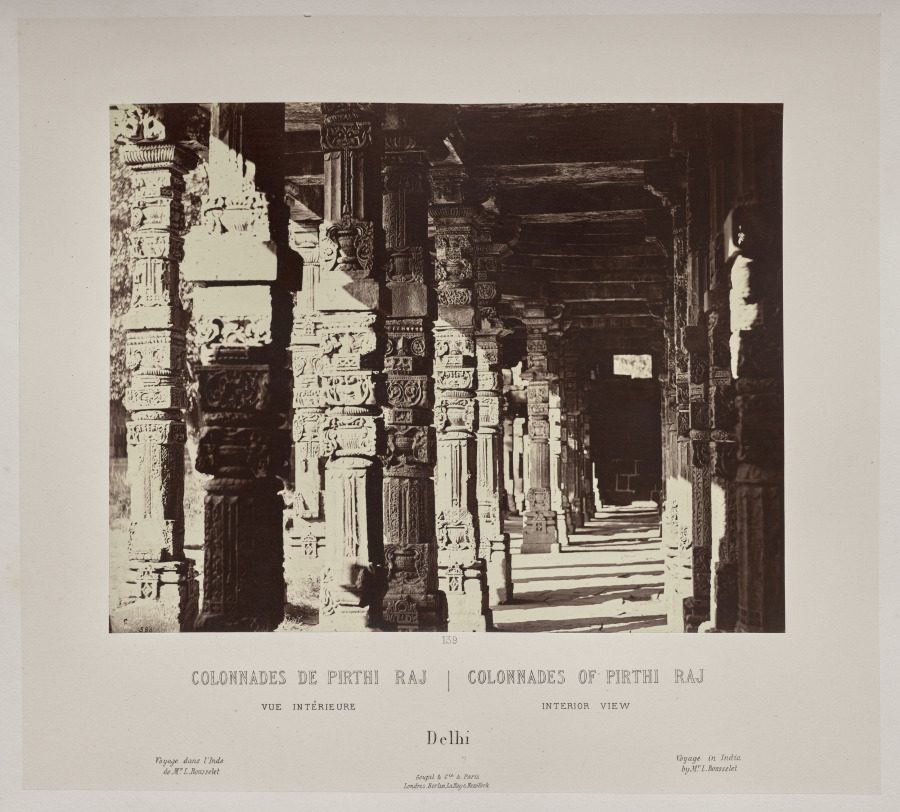 139
COLONNADES DE PIRTHI RAJ | COLONNADES OF PIRTHI RAJ
VUE INTÉRIEURE INTERIOR VIEW
Delhi
Voyage dans l'Inde
de Mr. L. Rousselet
Voyage in India
by Mr. L. Rousselet
Goupil & Cie à Paris
Londres, Berlin, La Haye, New York